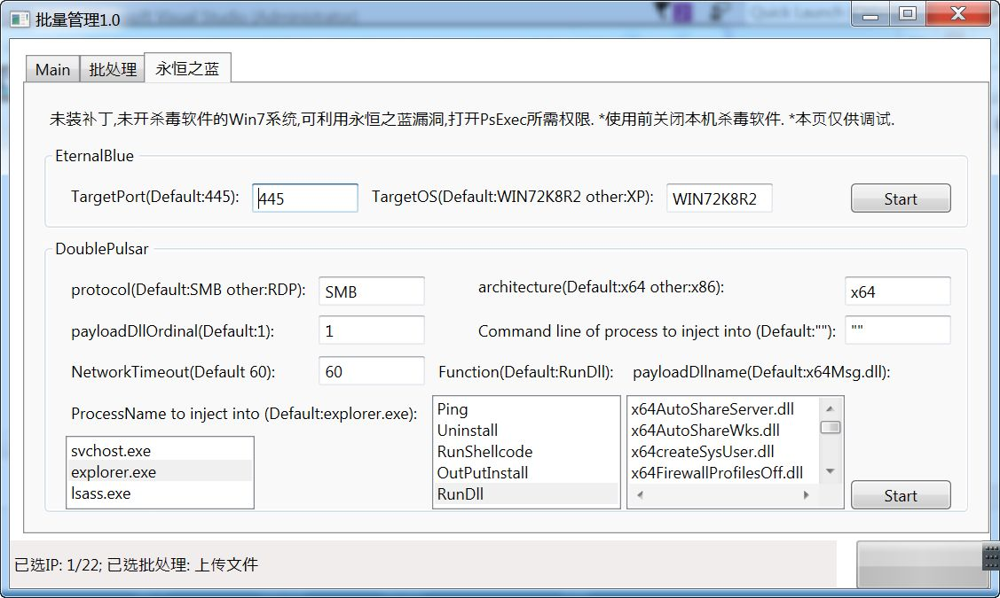 批量管理1.0
Quick Launch
Main 批处理 永恒之蓝
未装补丁,未开杀毒软件的Win7系统,可利用永恒之蓝漏洞,打开PsExec所需权限. *使用前关闭本机杀毒软件. *本页仅供调试.
EternalBlue
TargetPort(Default:445): 445 TargetOS(Default:WIN72K8R2 other:XP): WIN72K8R2 Start
DoublePulsar
protocol(Default:SMB other:RDP): SMB architecture(Default:x64 other:x86): x64
payloadDllOrdinal(Default:1): 1 Command line of process to inject into (Default:""): ""
NetworkTimeout(Default 60): 60 Function(Default:RunDll): payloadDllname(Default:x64Msg.dll):
ProcessName to inject into (Default:explorer.exe):
svchost.exe
explorer.exe
lsass.exe
Ping
Uninstall
RunShellcode
OutPutInstall
RunDll
x64AutoShareServer.dll
x64AutoShareWks.dll
x64createSysUser.dll
x64FirewallProfilesOff.dll
Start
已选IP: 1/22; 已选批处理: 上传文件